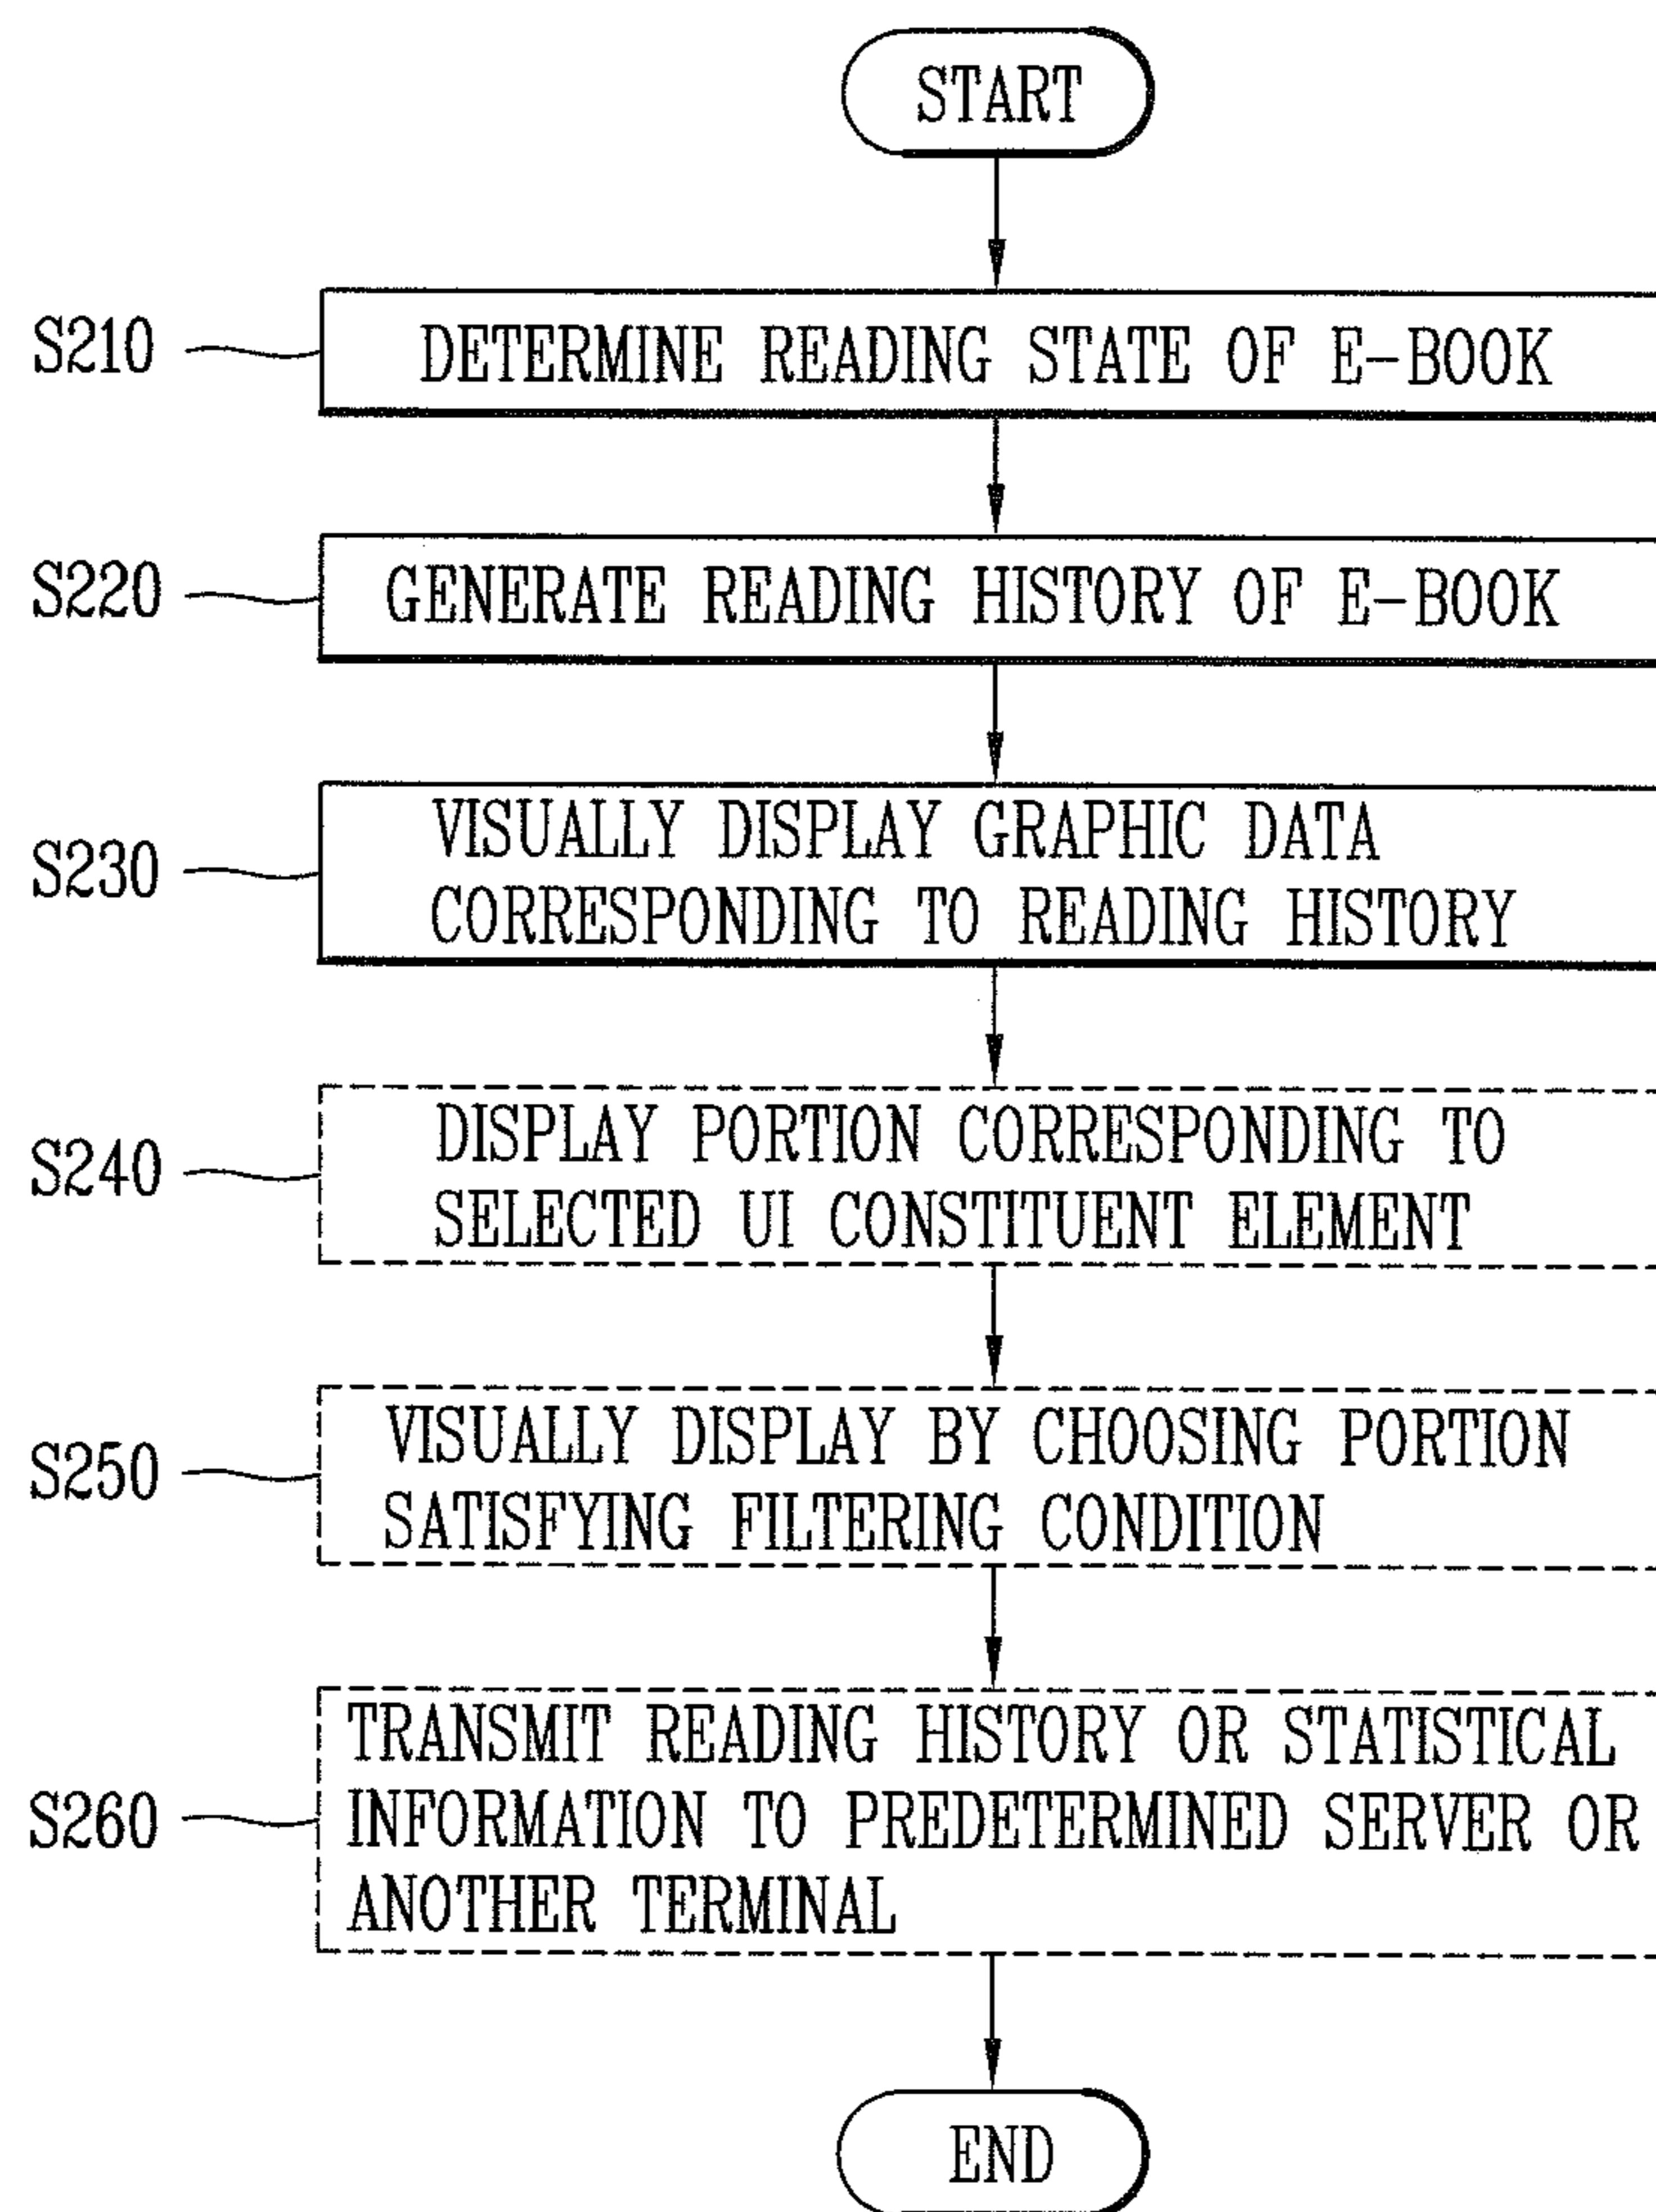 START
S210
DETERMINE READING STATE OF E-BOOK
S220
GENERATE READING HISTORY OF E-BOOK
S230
VISUALLY DISPLAY GRAPHIC DATA
CORRESPONDING TO READING HISTORY
S240
DISPLAY PORTION CORRESPONDING TO
SELECTED UI CONSTITUENT ELEMENT
S250
VISUALLY DISPLAY BY CHOOSING PORTION
SATISFYING FILTERING CONDITION
S260
TRANSMIT READING HISTORY OR STATISTICAL
INFORMATION TO PREDETERMINED SERVER OR
ANOTHER TERMINAL
END